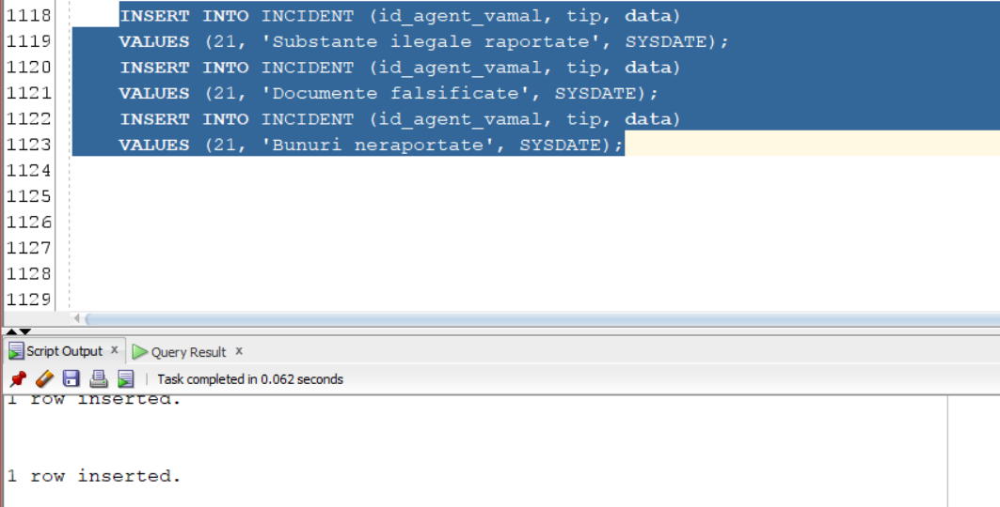 1118 INSERT INTO INCIDENT (id_agent_vamal, tip, data)
1119 VALUES (21, 'Substante ilegale raportate', SYSDATE);
1120 INSERT INTO INCIDENT (id_agent_vamal, tip, data)
1121 VALUES (21, 'Documente falsificate', SYSDATE);
1122 INSERT INTO INCIDENT (id_agent_vamal, tip, data)
1123 VALUES (21, 'Bunuri neraportate', SYSDATE);
1124
1125
1126
1127
1128
1129
Script Output x Query Result x
Task completed in 0.062 seconds
1 row inserted.
1 row inserted.